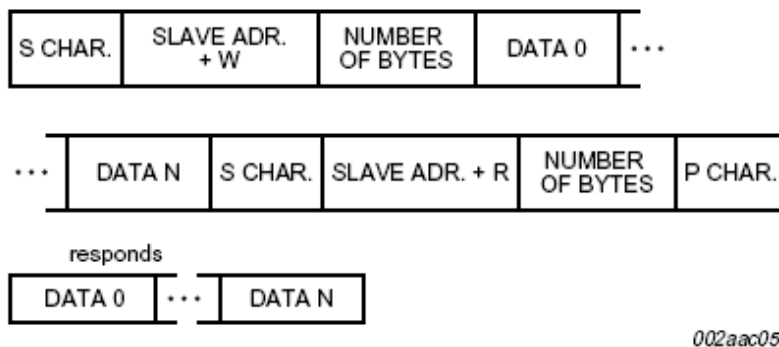 S CHAR. SLAVE ADR. + W NUMBER OF BYTES DATA 0 ...
... DATA N S CHAR. SLAVE ADR. + R NUMBER OF BYTES P CHAR.
responds
DATA 0 ... DATA N
002aac05